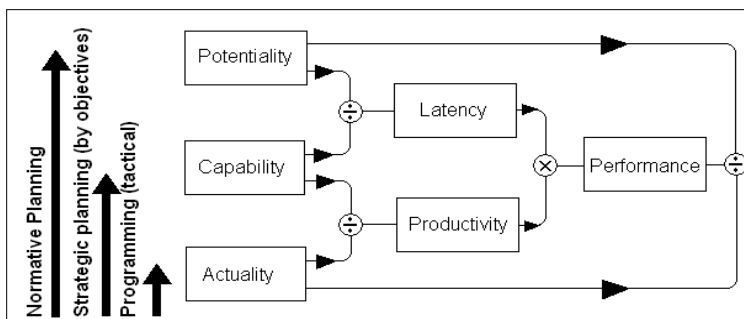 Normative Planning
Strategic planning (by objectives)
Programming (tactical)
Potentiality
÷
Latency
Capability
×
Performance
÷
÷
Productivity
Actuality